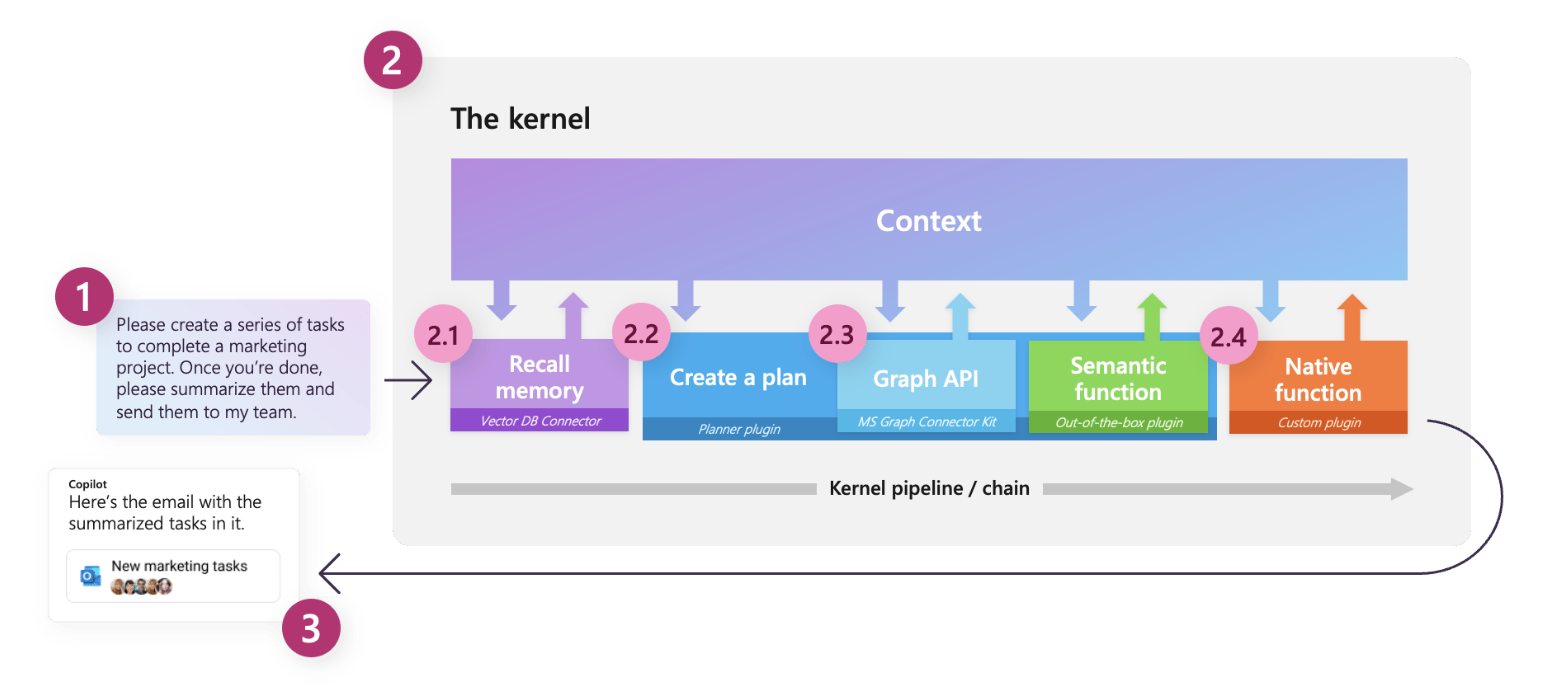 2
The kernel
Context
1
Please create a series of tasks
to complete a marketing
project. Once you’re done,
please summarize them and
send them to my team.
2.1
Recall
memory
Vector DB Connector
2.2
Create a plan
Planner plugin
2.3
Graph API
MS Graph Connector Kit
Semantic
function
Out-of-the-box plugin
2.4
Native
function
Custom plugin
Kernel pipeline / chain
Copilot
Here’s the email with the
summarized tasks in it.
New marketing tasks
3